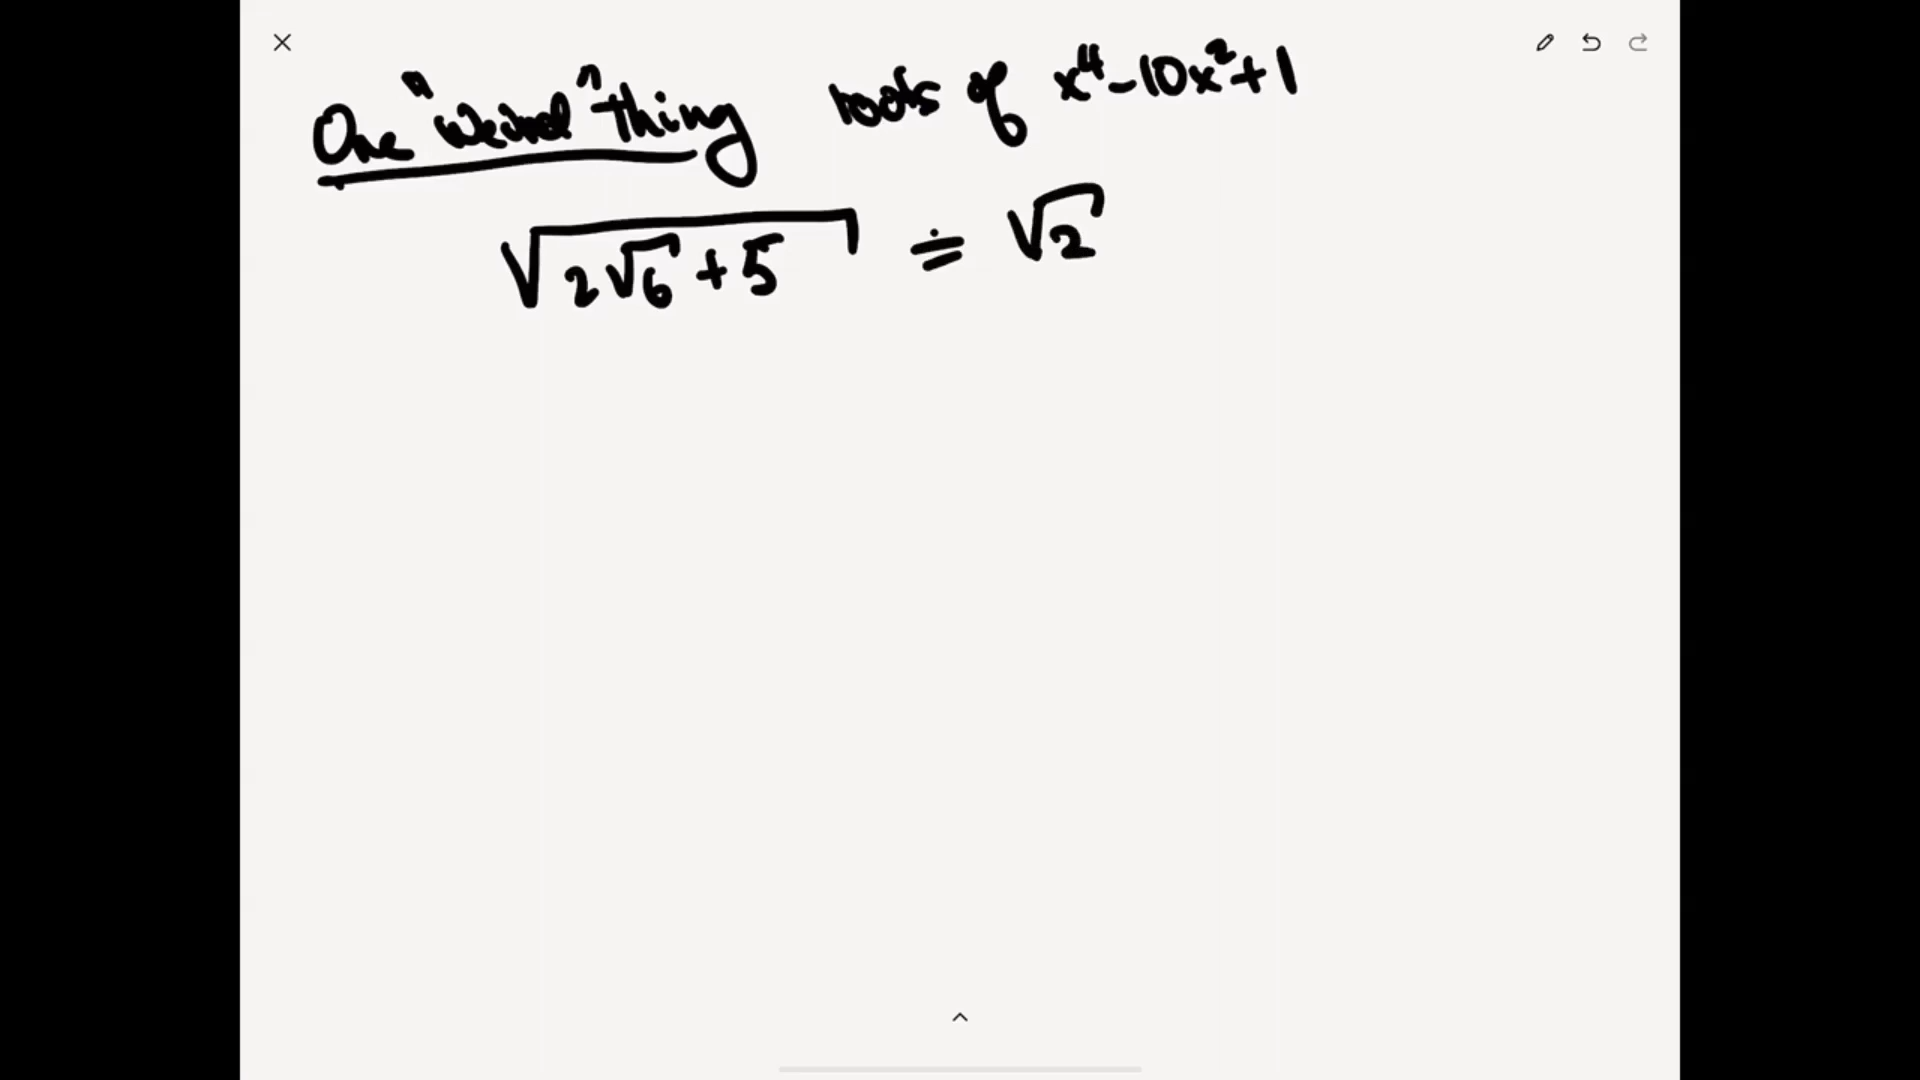 One "weird" thing roots of x⁴-10x²+1
√(2√6+5) ≐ √2